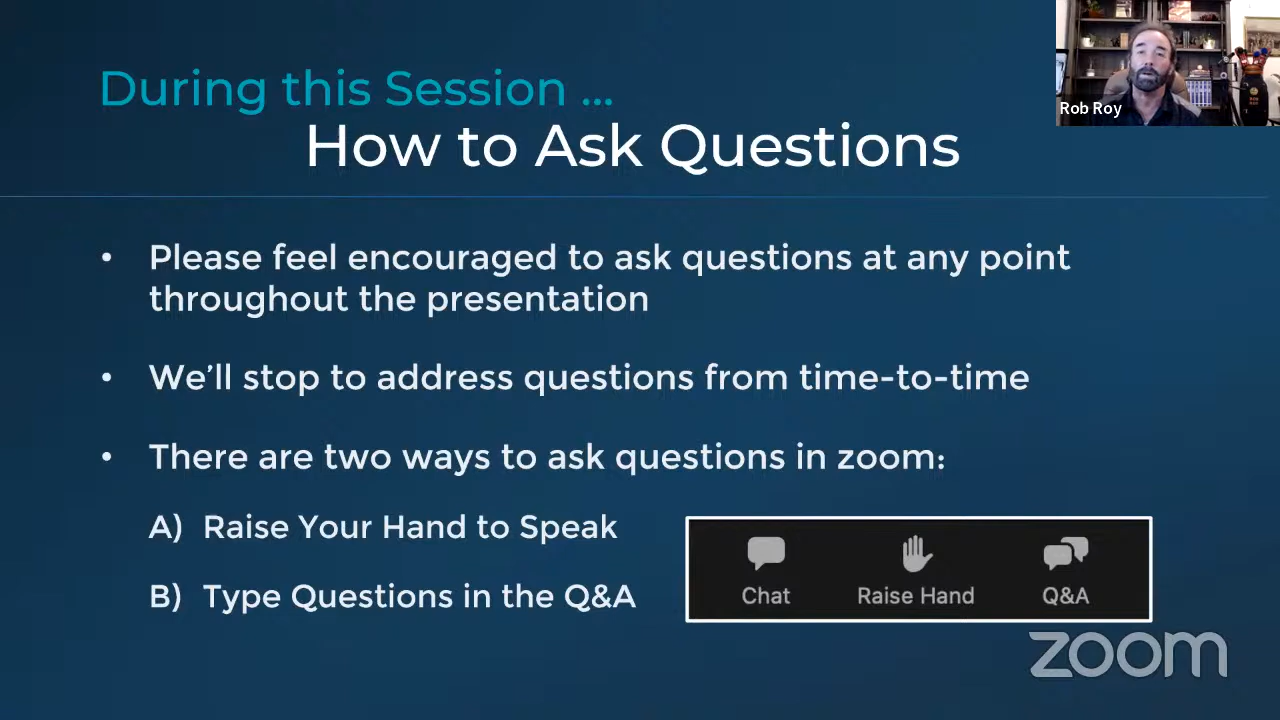 During this Session ...
How to Ask Questions
Rob Roy
• Please feel encouraged to ask questions at any point
throughout the presentation
• We’ll stop to address questions from time-to-time
• There are two ways to ask questions in zoom:
A) Raise Your Hand to Speak
B) Type Questions in the Q&A
Chat Raise Hand Q&A
zoom